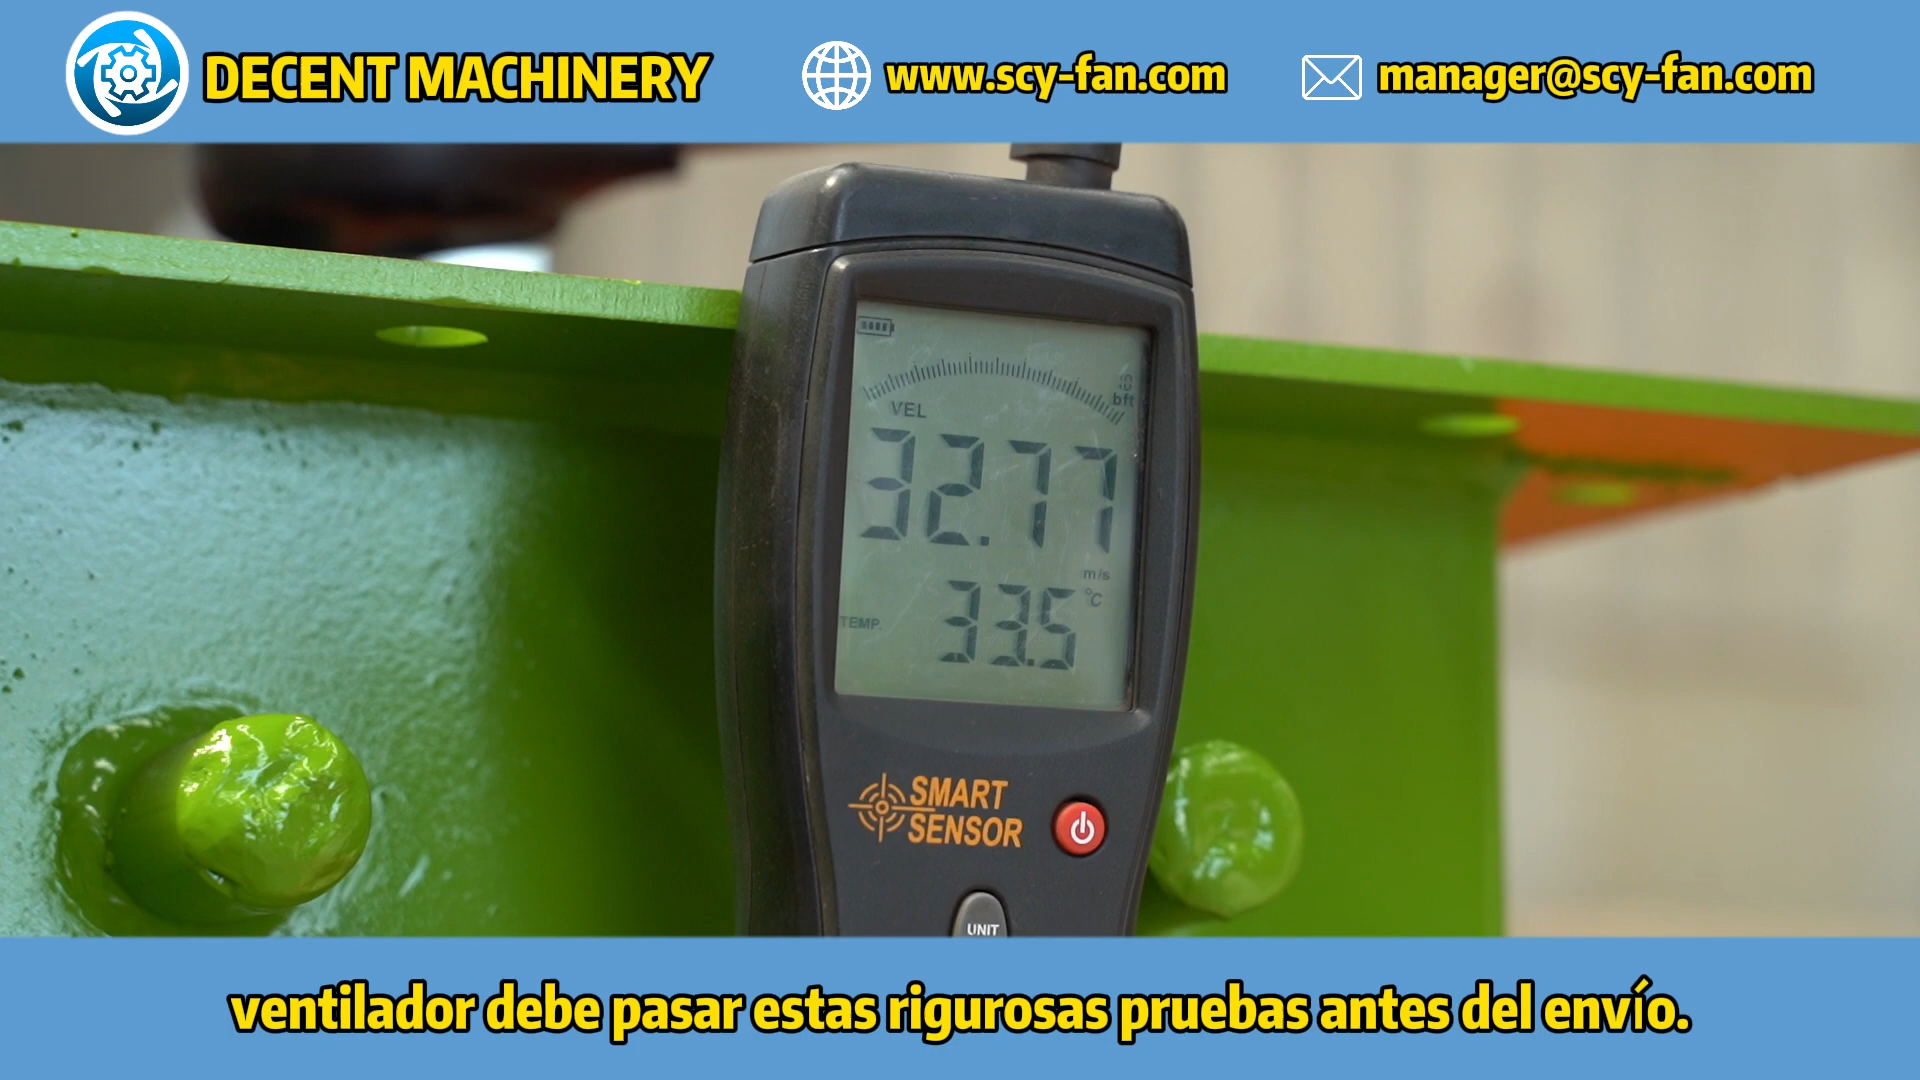 DECENT MACHINERY
www.scy-fan.com
manager@scy-fan.com
bft
VEL
32.77
m/s
33.5 °C
TEMP.
SMART
SENSOR
UNIT
ventilador debe pasar estas rigurosas pruebas antes del envío.